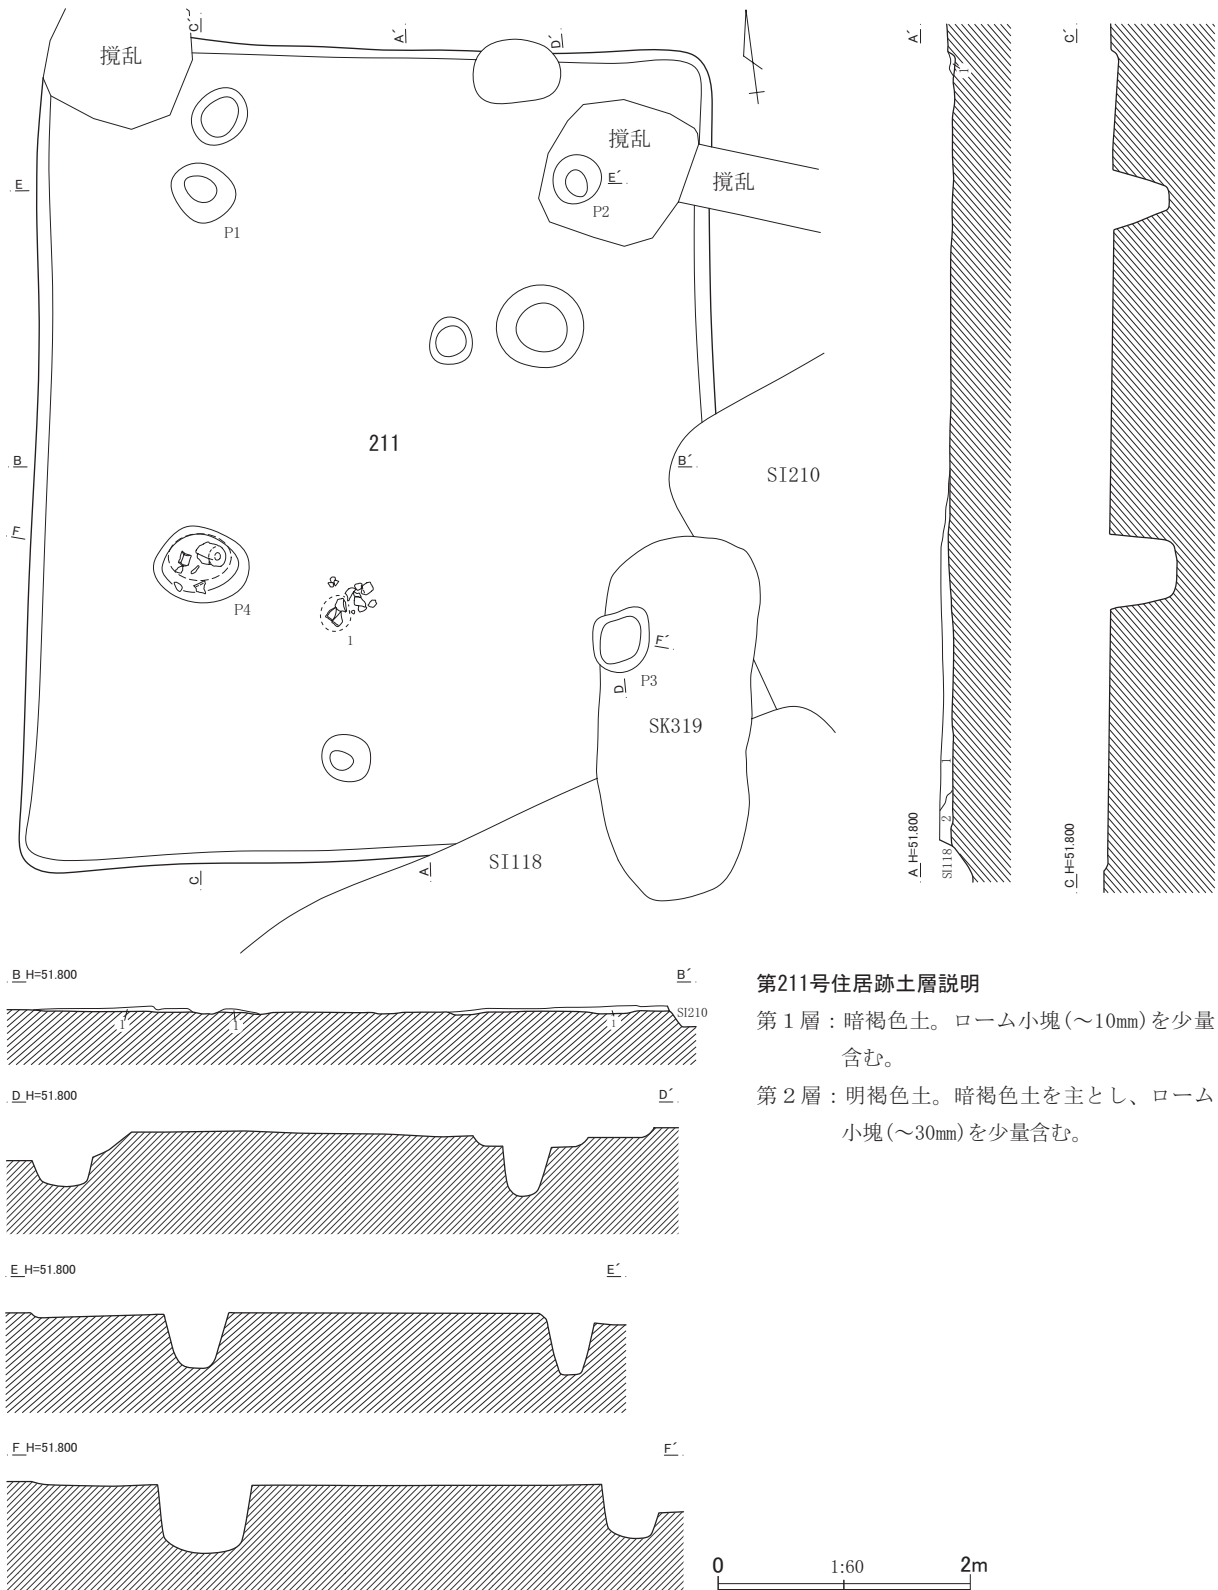 C´
A´
D´
撹乱
撹乱
撹乱
E
E´
P1
P2
211
B
B´
SI210
F
P4
1
F´
D
P3
SK319
C
A
SI118
A´
1
1
2
A H=51.800
SI118
C´
C H=51.800
B H=51.800
B´
1
1
1
SI210
D H=51.800
D´
E H=51.800
E´
F H=51.800
F´
第211号住居跡土層説明
第１層：暗褐色土。ローム小塊(～10mm)を少量
含む。
第２層：明褐色土。暗褐色土を主とし、ローム
小塊(～30mm)を少量含む。
0 1:60 2m